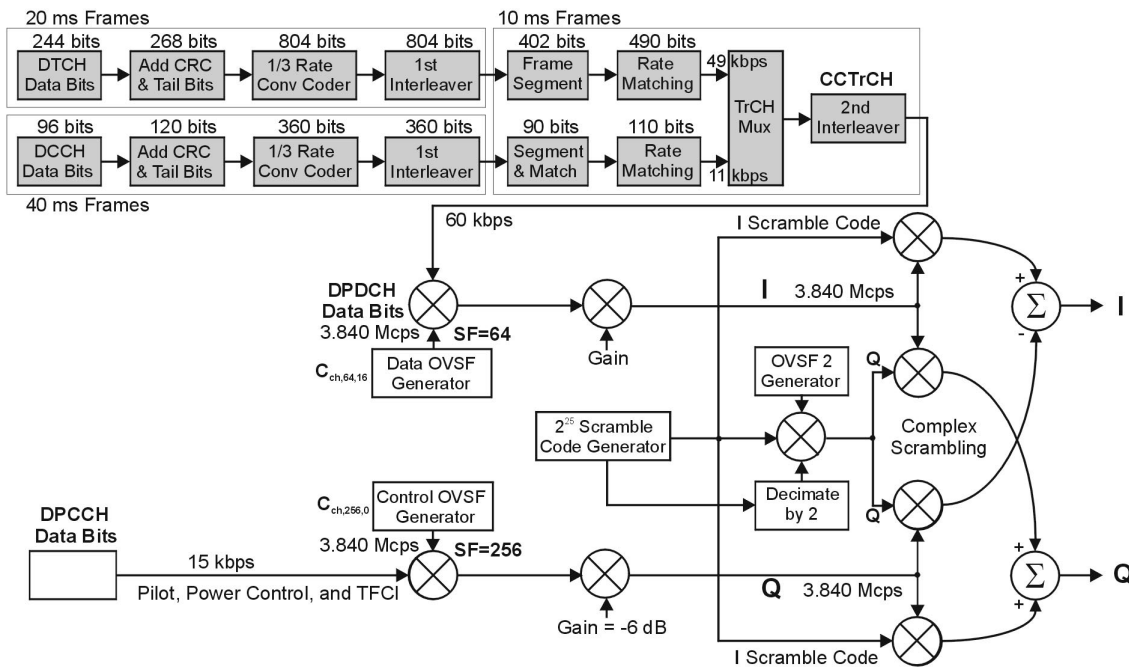 20 ms Frames
10 ms Frames
244 bits
268 bits
804 bits
804 bits
402 bits
490 bits
DTCH
Data Bits
Add CRC
& Tail Bits
1/3 Rate
Conv Coder
1st
Interleaver
Frame
Segment
Rate
Matching
49 kbps
TrCH
Mux
CCTrCH
2nd
Interleaver
96 bits
120 bits
360 bits
360 bits
90 bits
110 bits
DCCH
Data Bits
Add CRC
& Tail Bits
1/3 Rate
Conv Coder
1st
Interleaver
Segment
& Match
Rate
Matching
11 kbps
40 ms Frames
60 kbps
I Scramble Code
DPDCH
Data Bits
3.840 Mcps
SF=64
I
3.840 Mcps
+
Σ
-
I
C ch,64,16
Data OVSF
Generator
Gain
OVSF 2
Generator
Q
2^25 Scramble
Code Generator
Complex
Scrambling
Decimate
by 2
Q
C ch,256,0
Control OVSF
Generator
DPCCH
Data Bits
3.840 Mcps
SF=256
15 kbps
Pilot, Power Control, and TFCI
Q
3.840 Mcps
+
Σ
+
Q
Gain = -6 dB
I Scramble Code